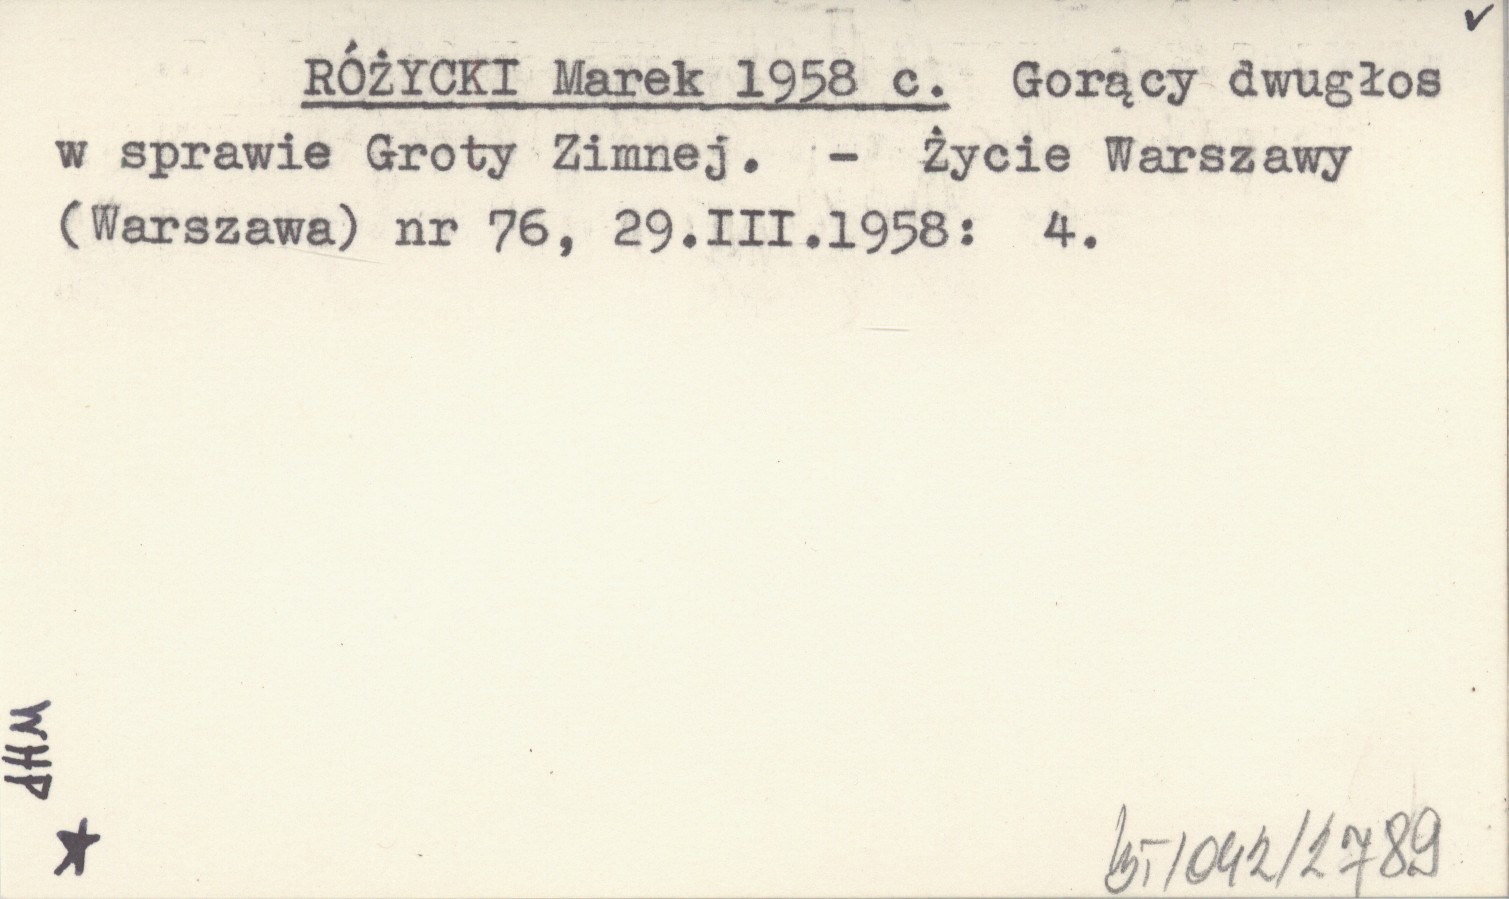 RÓŻYCKI Marek 1958 c. Gorący dwugłos
w sprawie Groty Zimnej. - Życie Warszawy
(Warszawa) nr 76, 29.III.1958: 4.
WHP
/042/2789